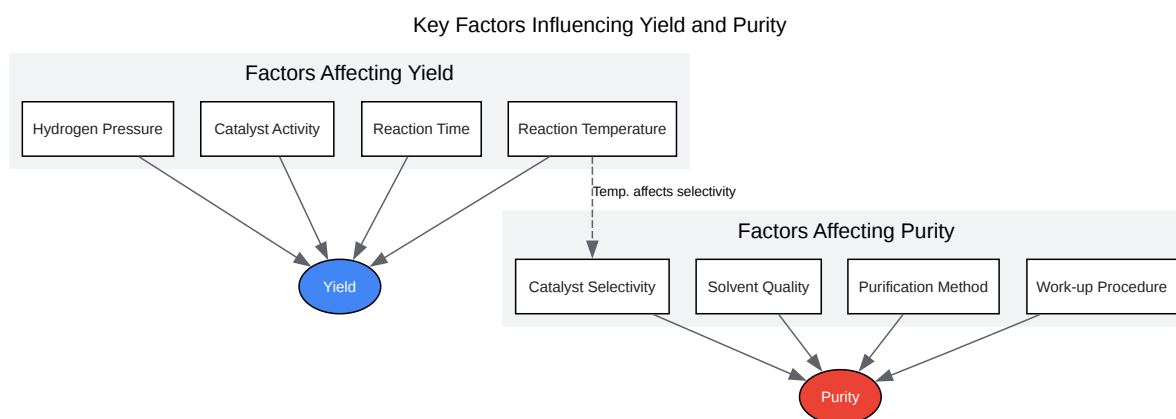 Key Factors Influencing Yield and Purity
Factors Affecting Yield
Hydrogen Pressure
Catalyst Activity
Reaction Time
Reaction Temperature
Temp. affects selectivity
Factors Affecting Purity
Yield
Catalyst Selectivity
Solvent Quality
Purification Method
Work-up Procedure
Purity